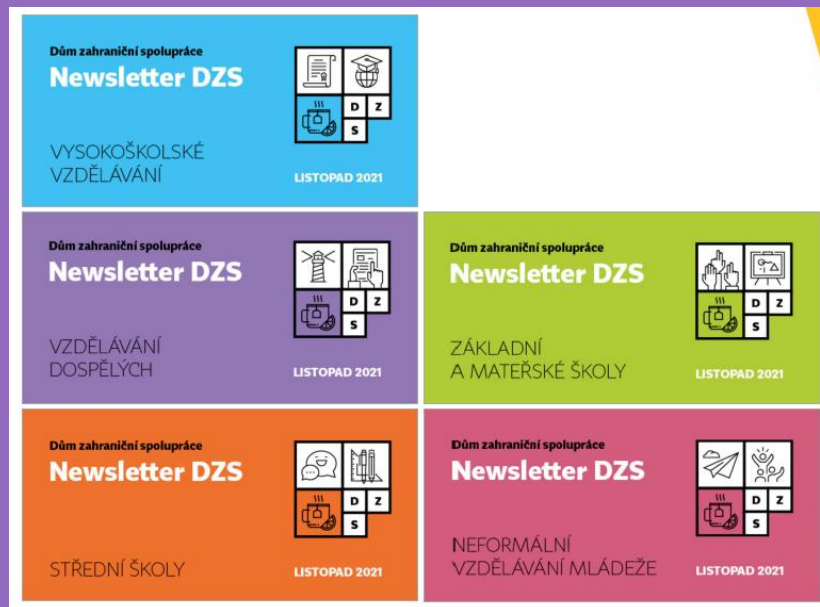 Dům zahraniční spolupráce
Newsletter DZS
D Z
S
VYSOKOŠKOLSKÉ
VZDĚLÁVÁNÍ
LISTOPAD 2021
Dům zahraniční spolupráce
Newsletter DZS
D Z
S
VZDĚLÁVÁNÍ
DOSPĚLÝCH
LISTOPAD 2021
Dům zahraniční spolupráce
Newsletter DZS
D Z
S
ZÁKLADNÍ
A MATEŘSKÉ ŠKOLY
LISTOPAD 2021
Dům zahraniční spolupráce
Newsletter DZS
D Z
S
STŘEDNÍ ŠKOLY
LISTOPAD 2021
Dům zahraniční spolupráce
Newsletter DZS
D Z
S
NEFORMÁLNÍ
VZDĚLÁVÁNÍ MLÁDEŽE
LISTOPAD 2021